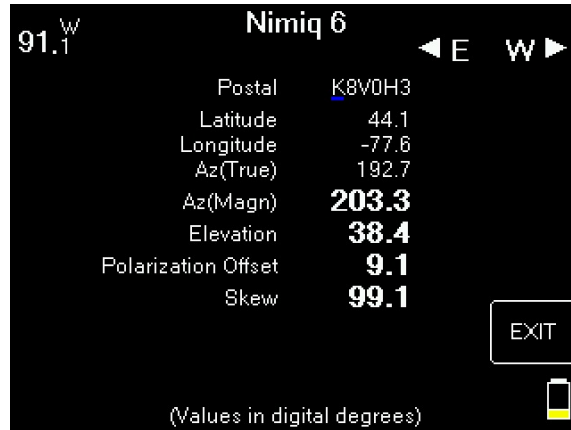 91.1 W
Nimiq 6
E W
Postal K8V0H3
Latitude 44.1
Longitude -77.6
Az(True) 192.7
Az(Magn) 203.3
Elevation 38.4
Polarization Offset 9.1
Skew 99.1
EXIT
(Values in digital degrees)